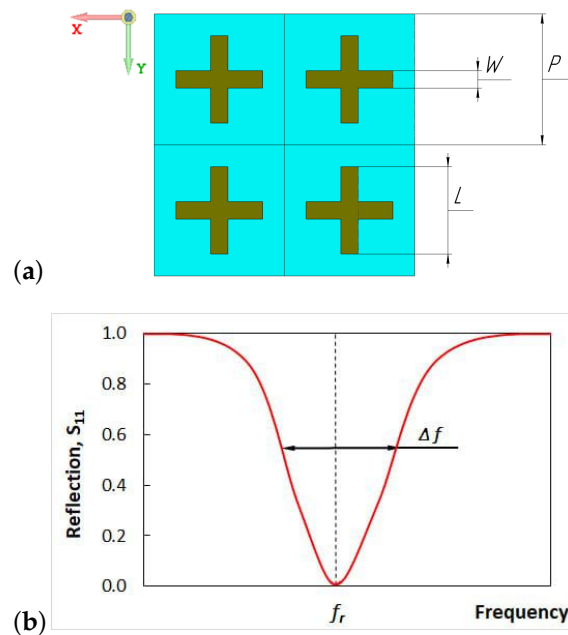 X
Y
W
P
L
(a)
1.0
0.8
0.6
0.4
0.2
0.0
Reflection, S11
Δf
fr
Frequency
(b)